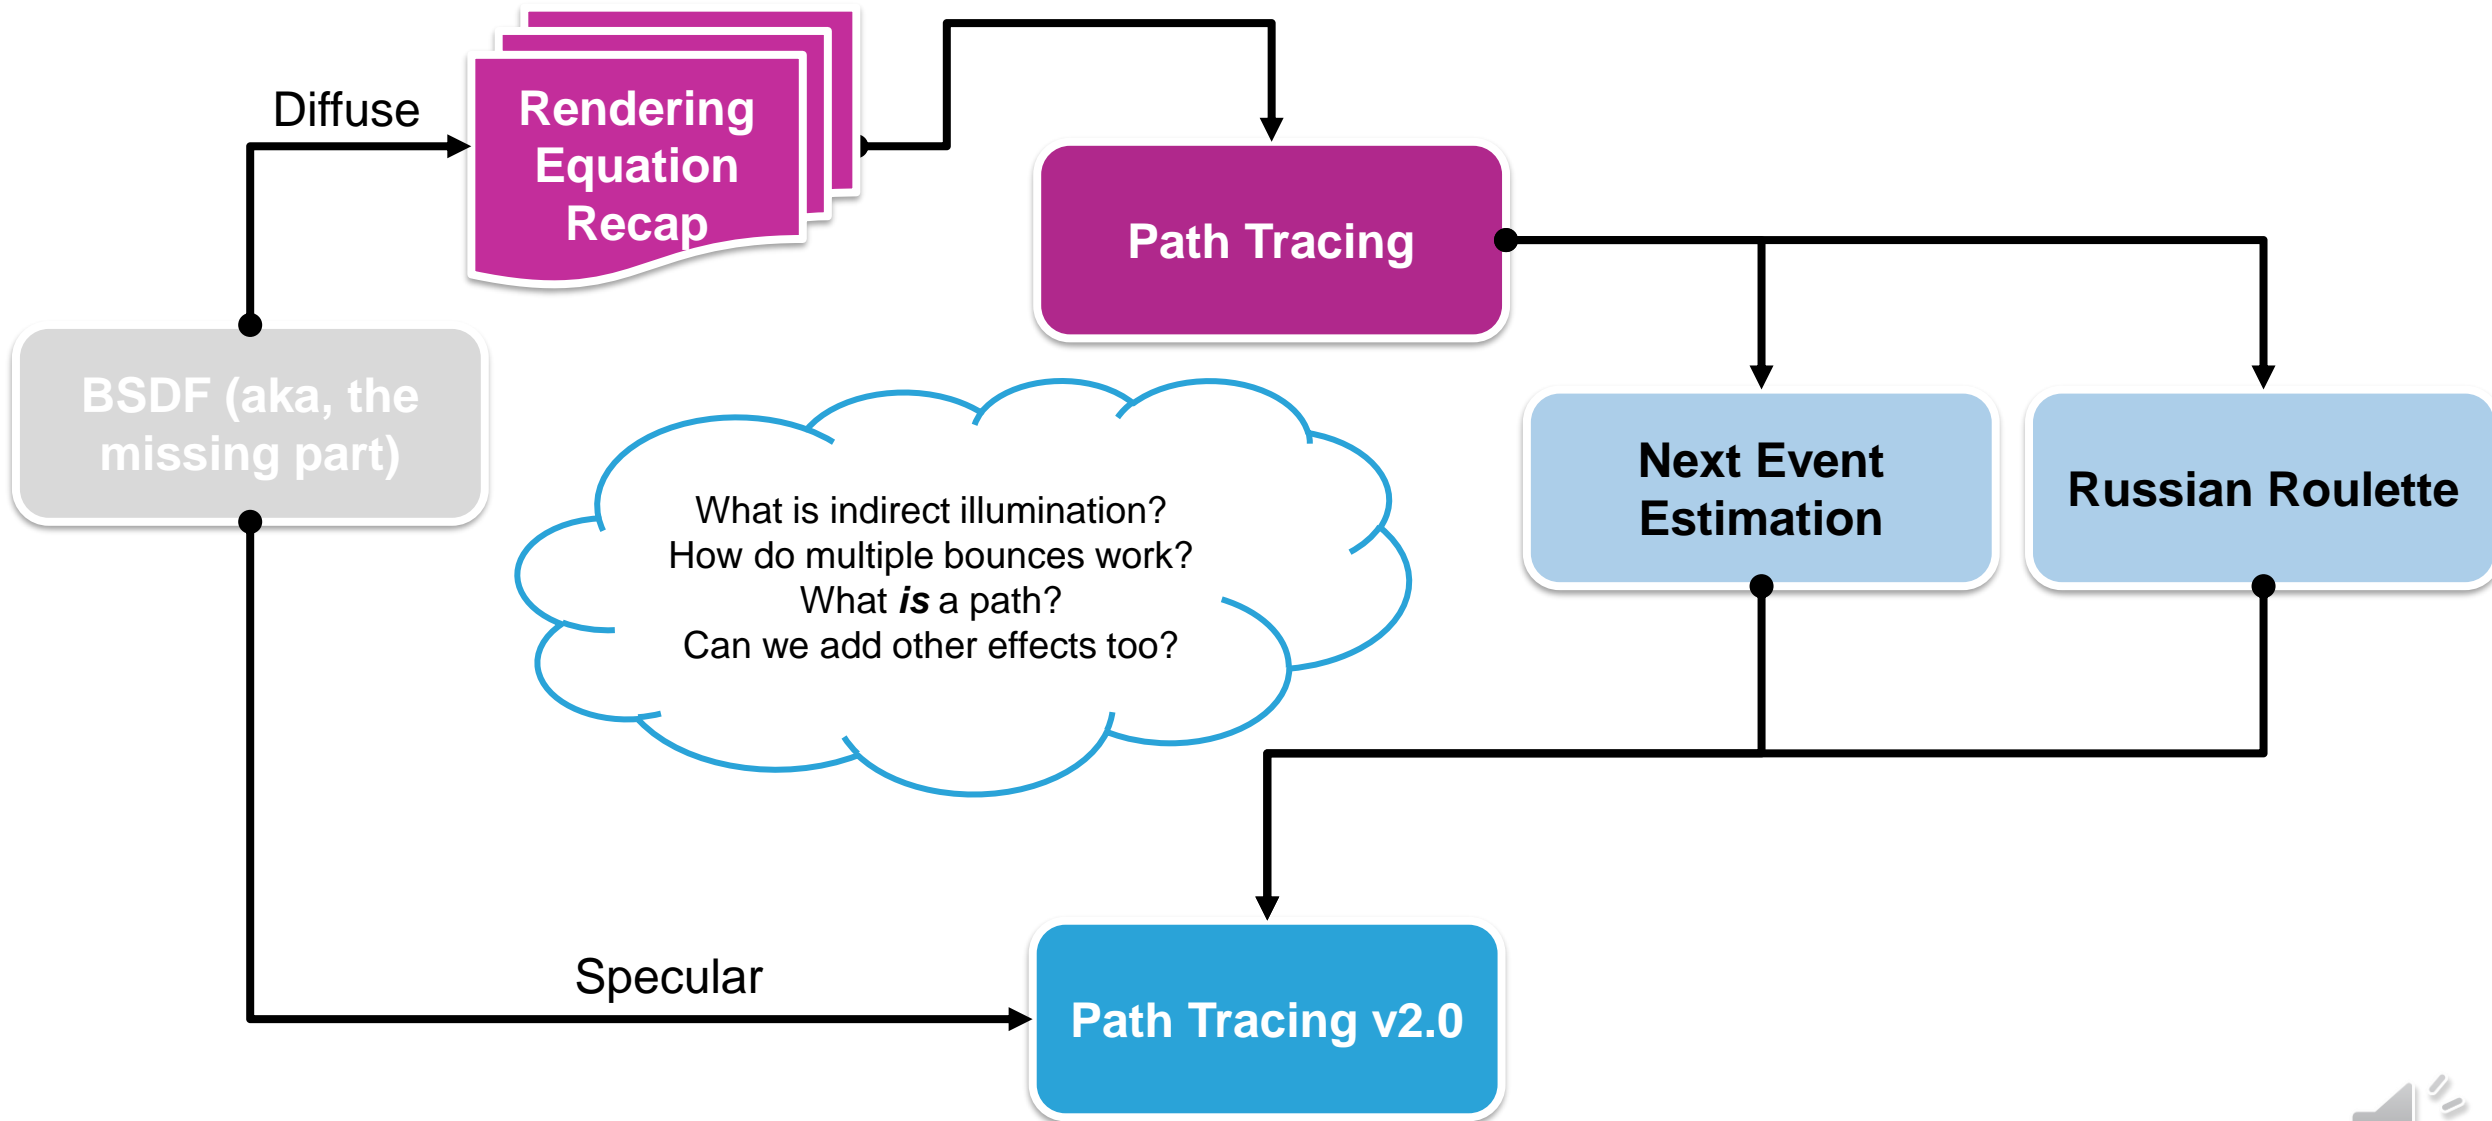 Diffuse
Rendering
Equation
Recap
Path Tracing
BSDF (aka, the
missing part)
What is indirect illumination?
How do multiple bounces work?
What is a path?
Can we add other effects too?
Next Event
Estimation
Russian Roulette
Specular
Path Tracing v2.0